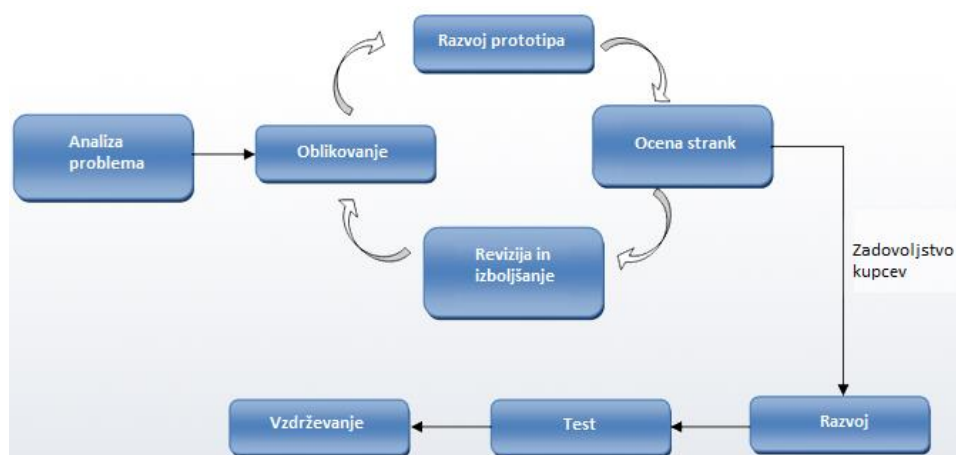 Razvoj prototipa
Analiza
problema
Oblikovanje
Ocena strank
Revizija in
izboljšanje
Zadovoljstvo
kupcev
Vzdrževanje
Test
Razvoj